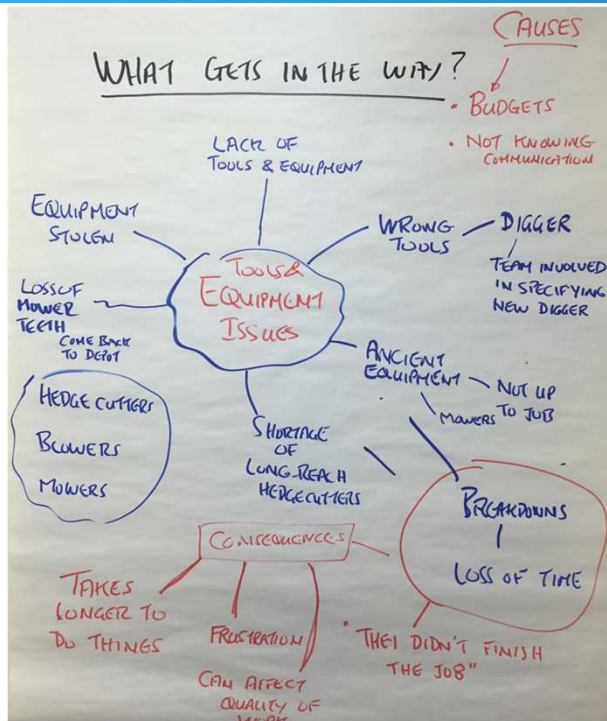 CAUSES
WHAT GETS IN THE WAY?
• BUDGETS
• NOT KNOWING
COMMUNICATION
LACK OF
TOOLS & EQUIPMENT
EQUIPMENT
STOLEN
WRONG
TOOLS
DIGGER
TEAM INVOLVED
IN SPECIFYING
NEW DIGGER
TOOLS &
EQUIPMENT
ISSUES
LOSS OF
MOWER
TEETH
COME BACK
TO DEPOT
ANCIENT
EQUIPMENT
NOT UP
TO JOB
MOWERS
HEDGE CUTTERS
BLOWERS
MOWERS
SHORTAGE
OF
LONG-REACH
HEDGECUTTERS
BREAKDOWNS
LOSS OF TIME
CONSEQUENCES
TAKES
LONGER TO
DO THINGS
FRUSTRATION
CAN AFFECT
QUALITY OF
WORK
"THEY DIDN'T FINISH
THE JOB"